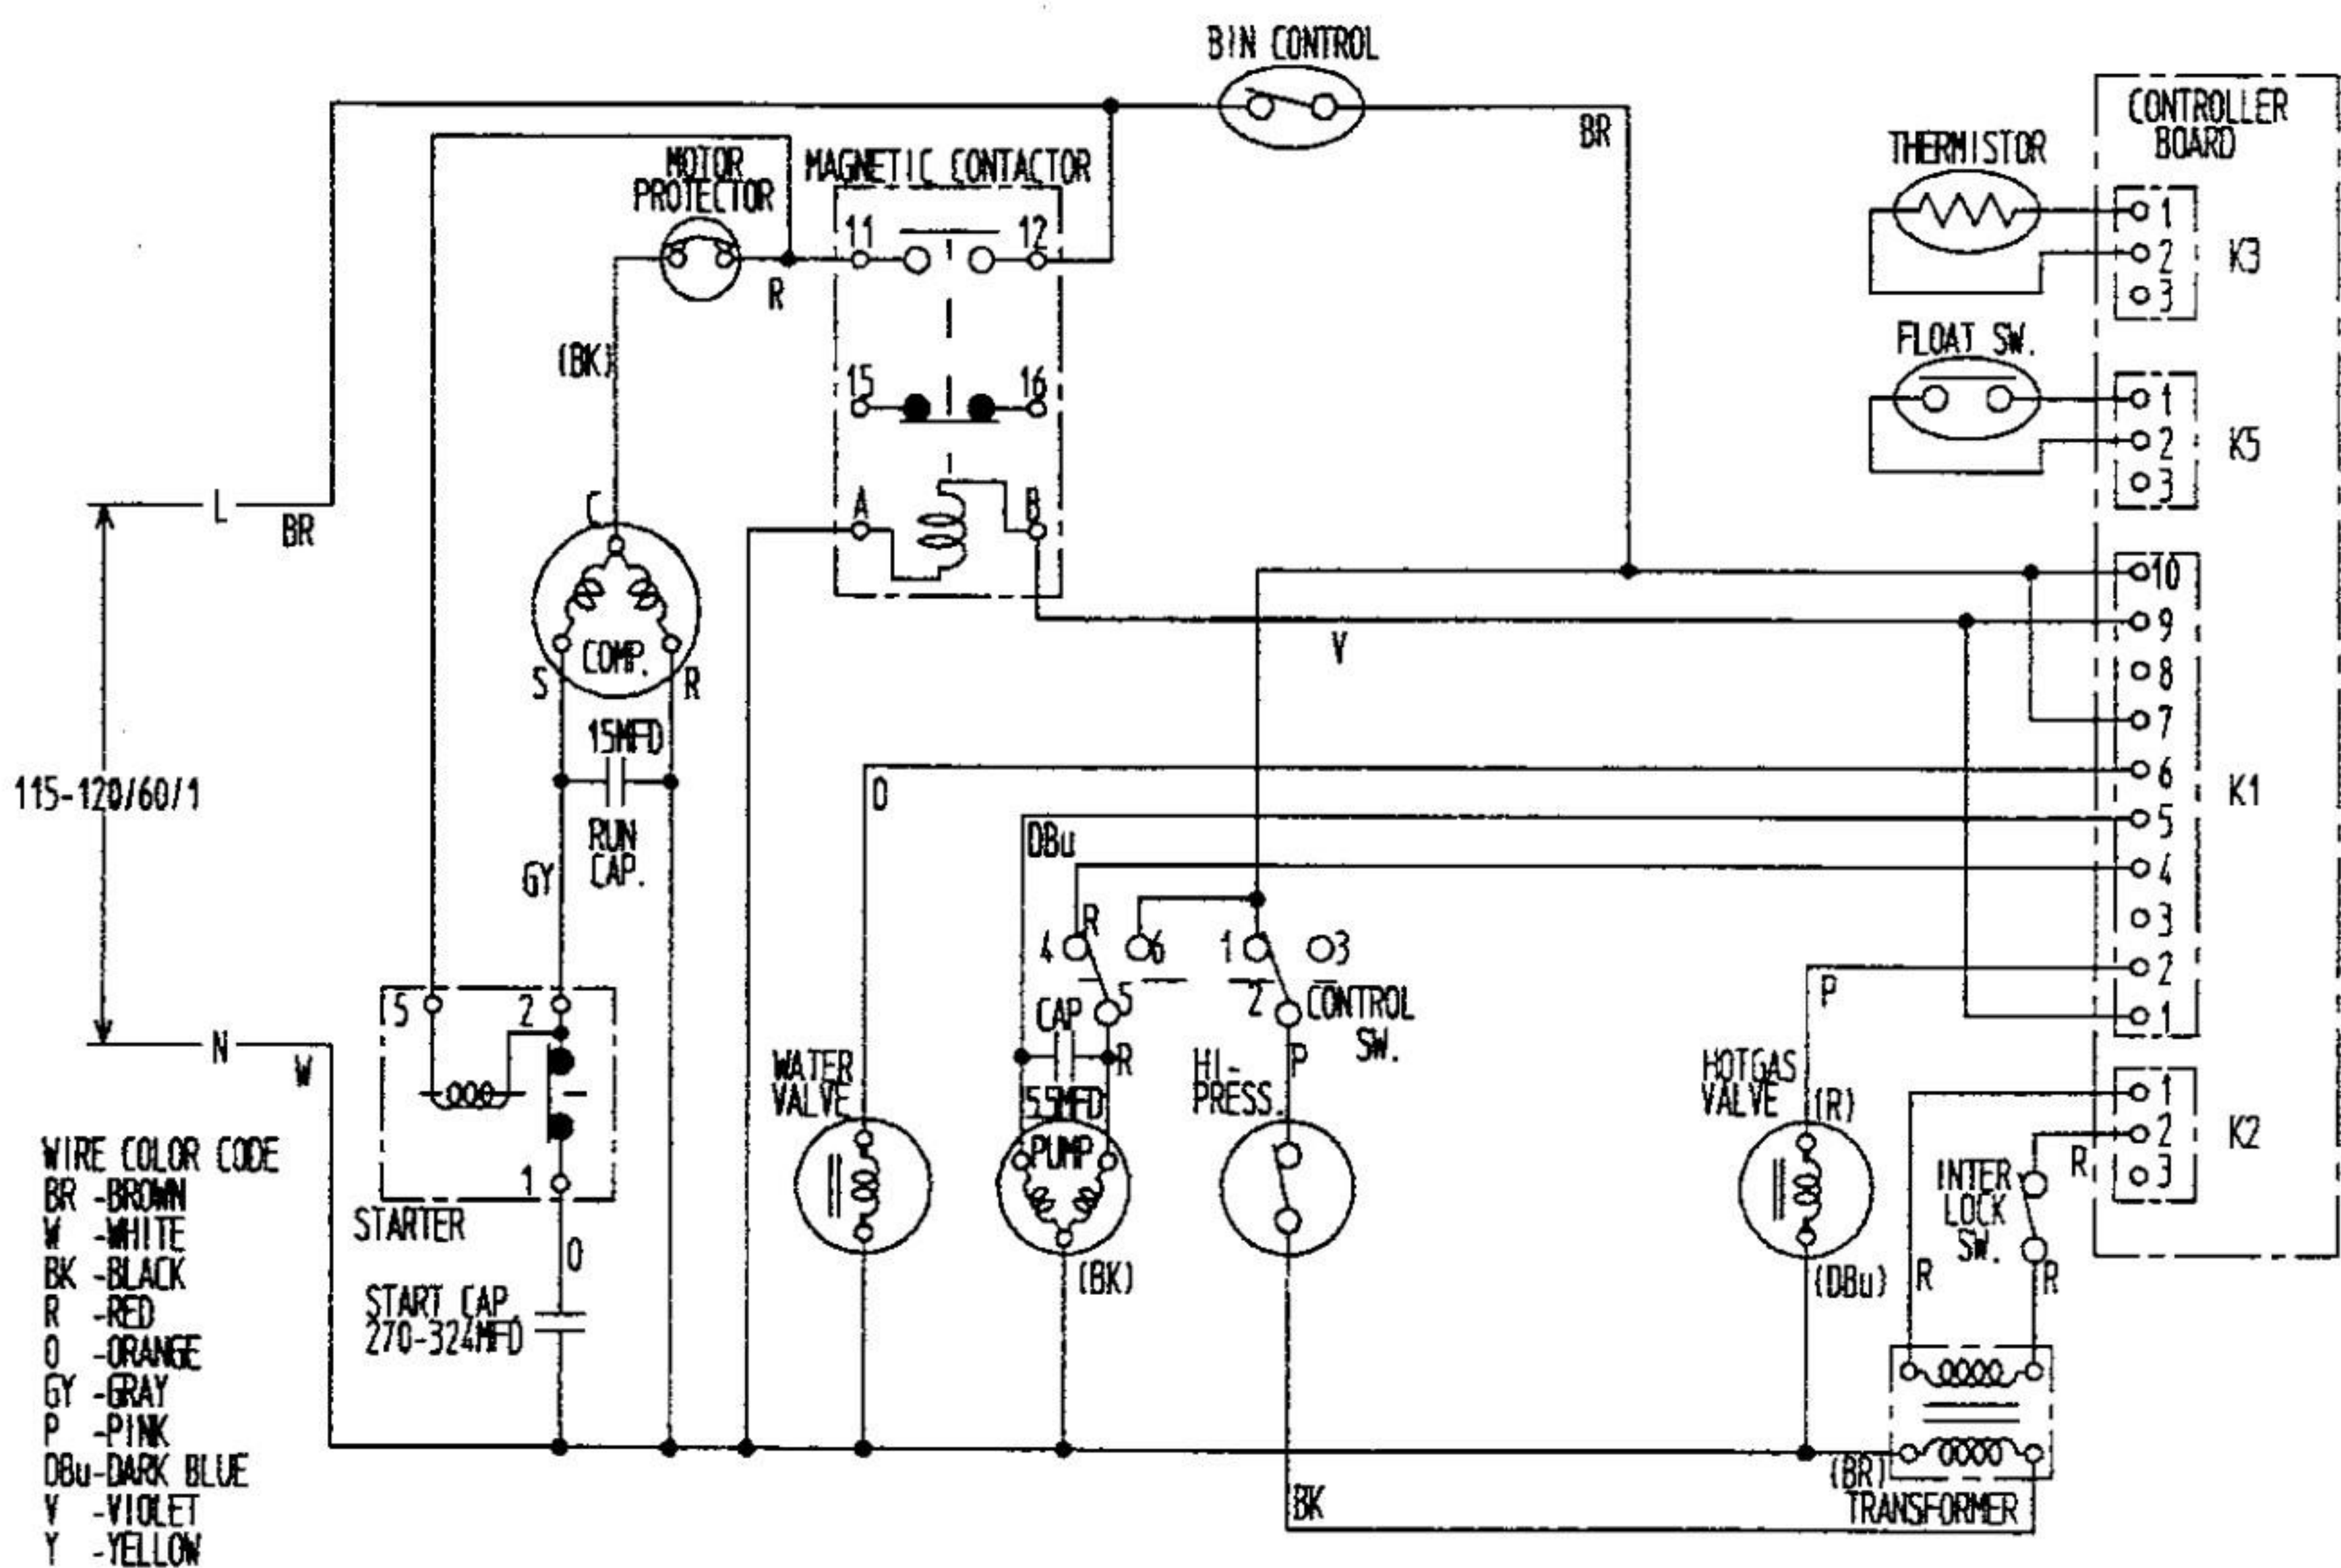 BIN CONTROL
BR
CONTROLLER
BOARD
THERMISTOR
1
2
3
K3
MOTOR
PROTECTOR
R
MAGNETIC CONTACTOR
11
12
15
16
A
B
(BK)
FLOAT SW.
1
2
3
K5
L
BR
115-120/60/1
N
W
C
COMP.
S
R
15MFD
RUN
CAP.
GY
V
10
9
8
7
6
5
4
3
2
1
K1
O
DBu
R
4
6
1
3
5
2
CONTROL
SW.
CAP
R
55MFD
PUMP
(BK)
P
HI-
PRESS.
BK
WATER
VALVE
P
HOTGAS
VALVE
(R)
(DBu)
1
2
3
K2
R
INTER
LOCK
SW.
R
R
(BR)
TRANSFORMER
5
2
1
STARTER
O
START CAP.
270-324MFD
WIRE COLOR CODE
BR -BROWN
W -WHITE
BK -BLACK
R -RED
O -ORANGE
GY -GRAY
P -PINK
DBu-DARK BLUE
V -VIOLET
Y -YELLOW